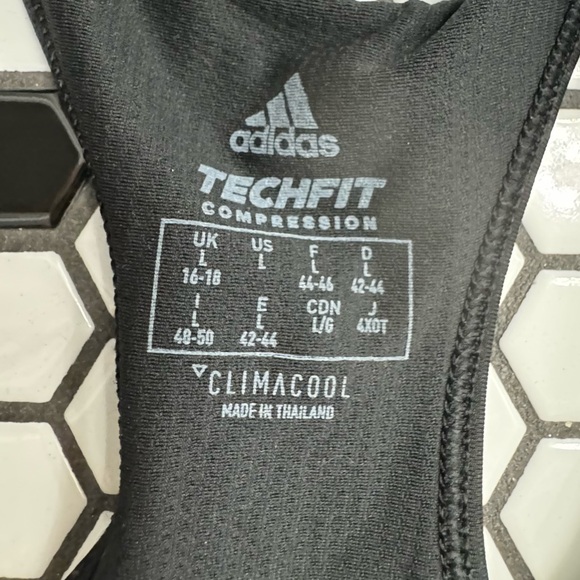 adidas
TECHFIT
COMPRESSION
UK US F D
L L L L
16-18 44-46 42-44
I E CDN J
L L L/G 4XOT
48-50 42-44
CLIMACOOL
MADE IN THAILAND